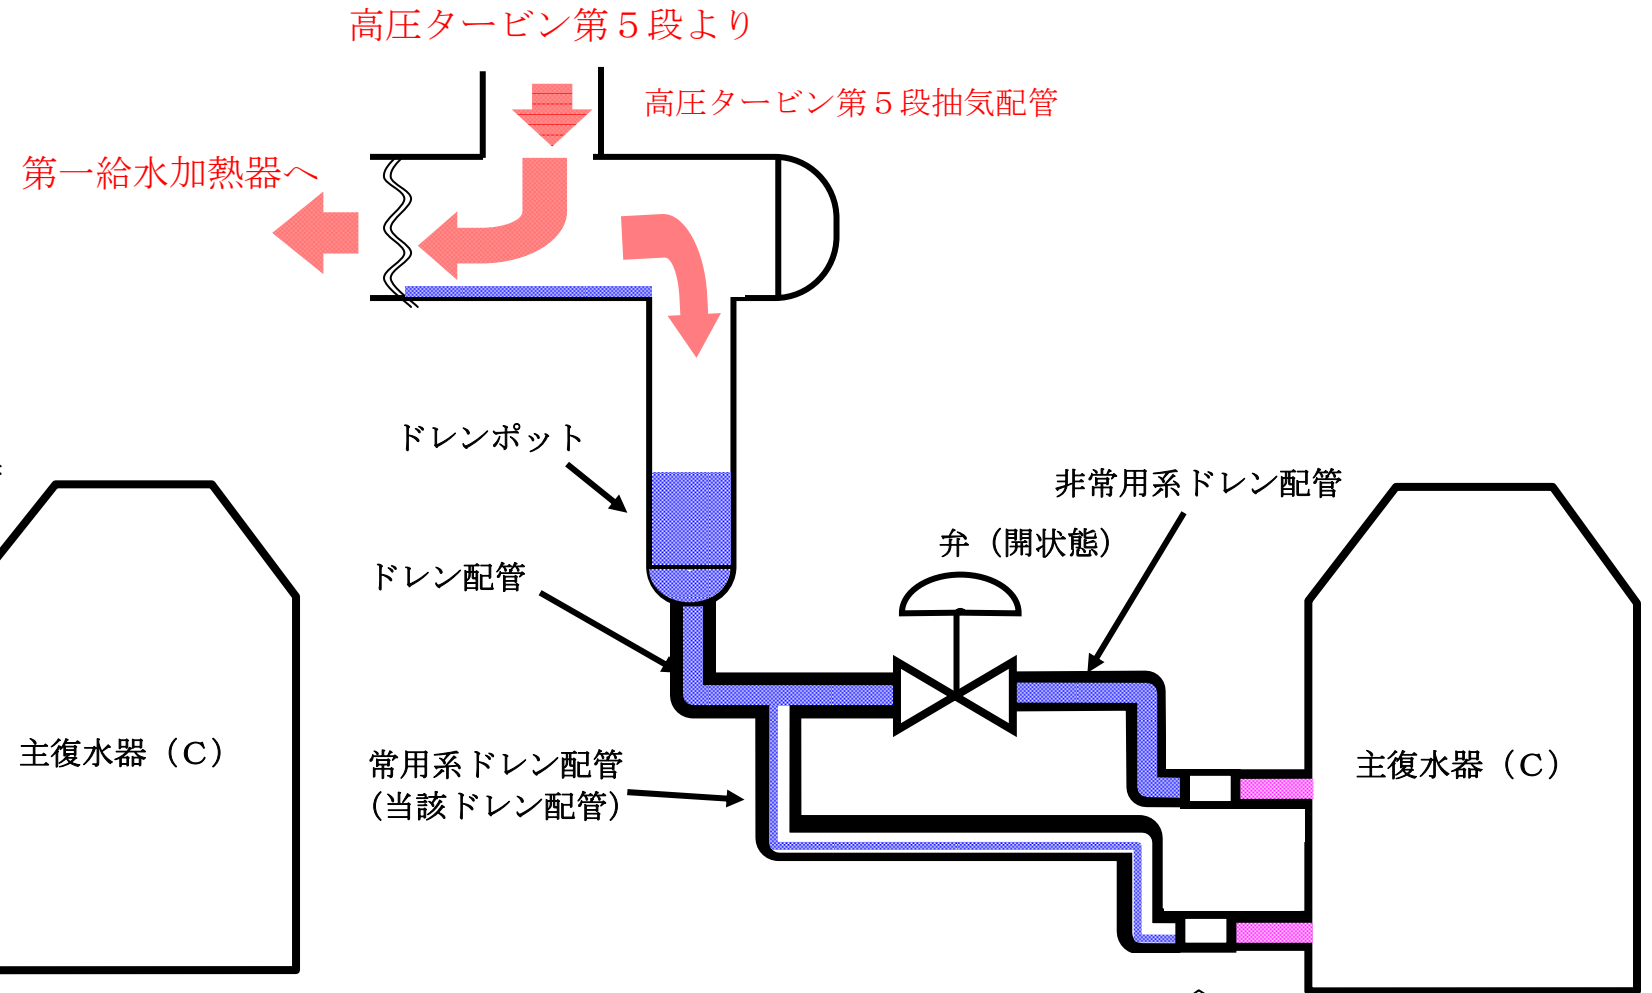 高圧タービン第５段より
高圧タービン第５段抽気配管
第一給水加熱器へ
ドレンポット
非常用系ドレン配管
弁（開状態）
ドレン配管
主復水器（Ｃ）
常用系ドレン配管
（当該ドレン配管）
主復水器（Ｃ）